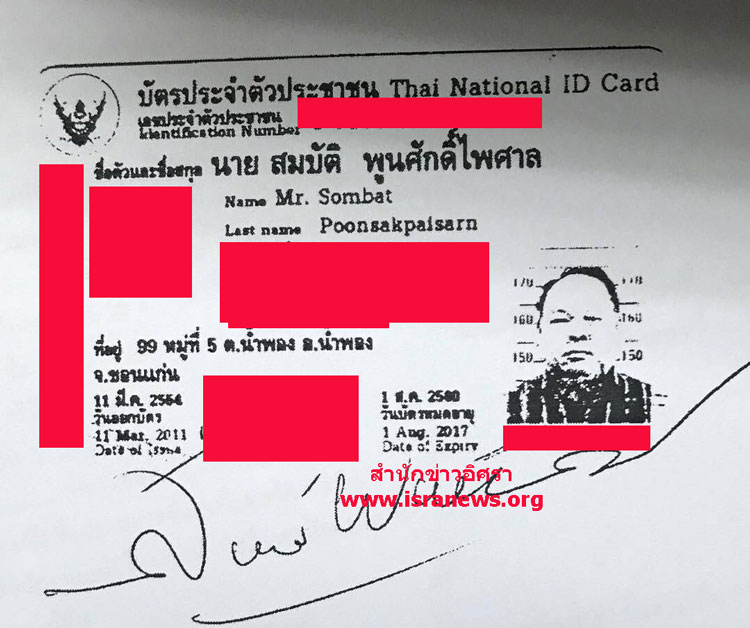 บัตรประจำตัวประชาชน Thai National ID Card
เลขประจำตัวประชาชน
Identification Number
ชื่อตัวและชื่อสกุล นาย สมบัติ พูนศักดิ์ไพศาล
Name Mr. Sombat
Last name Poonsakpaisarn
170 170
160 160
150 150
ที่อยู่ 99 หมู่ที่ 5 ต.น้ำพอง อ.น้ำพอง
จ.ขอนแก่น
11 มี.ค. 2554
วันออกบัตร
11 Mar. 2011
Date of Issue
1 ส.ค. 2560
วันบัตรหมดอายุ
1 Aug. 2017
Date of Expiry
สำนักข่าวอิศรา
www.isranews.org